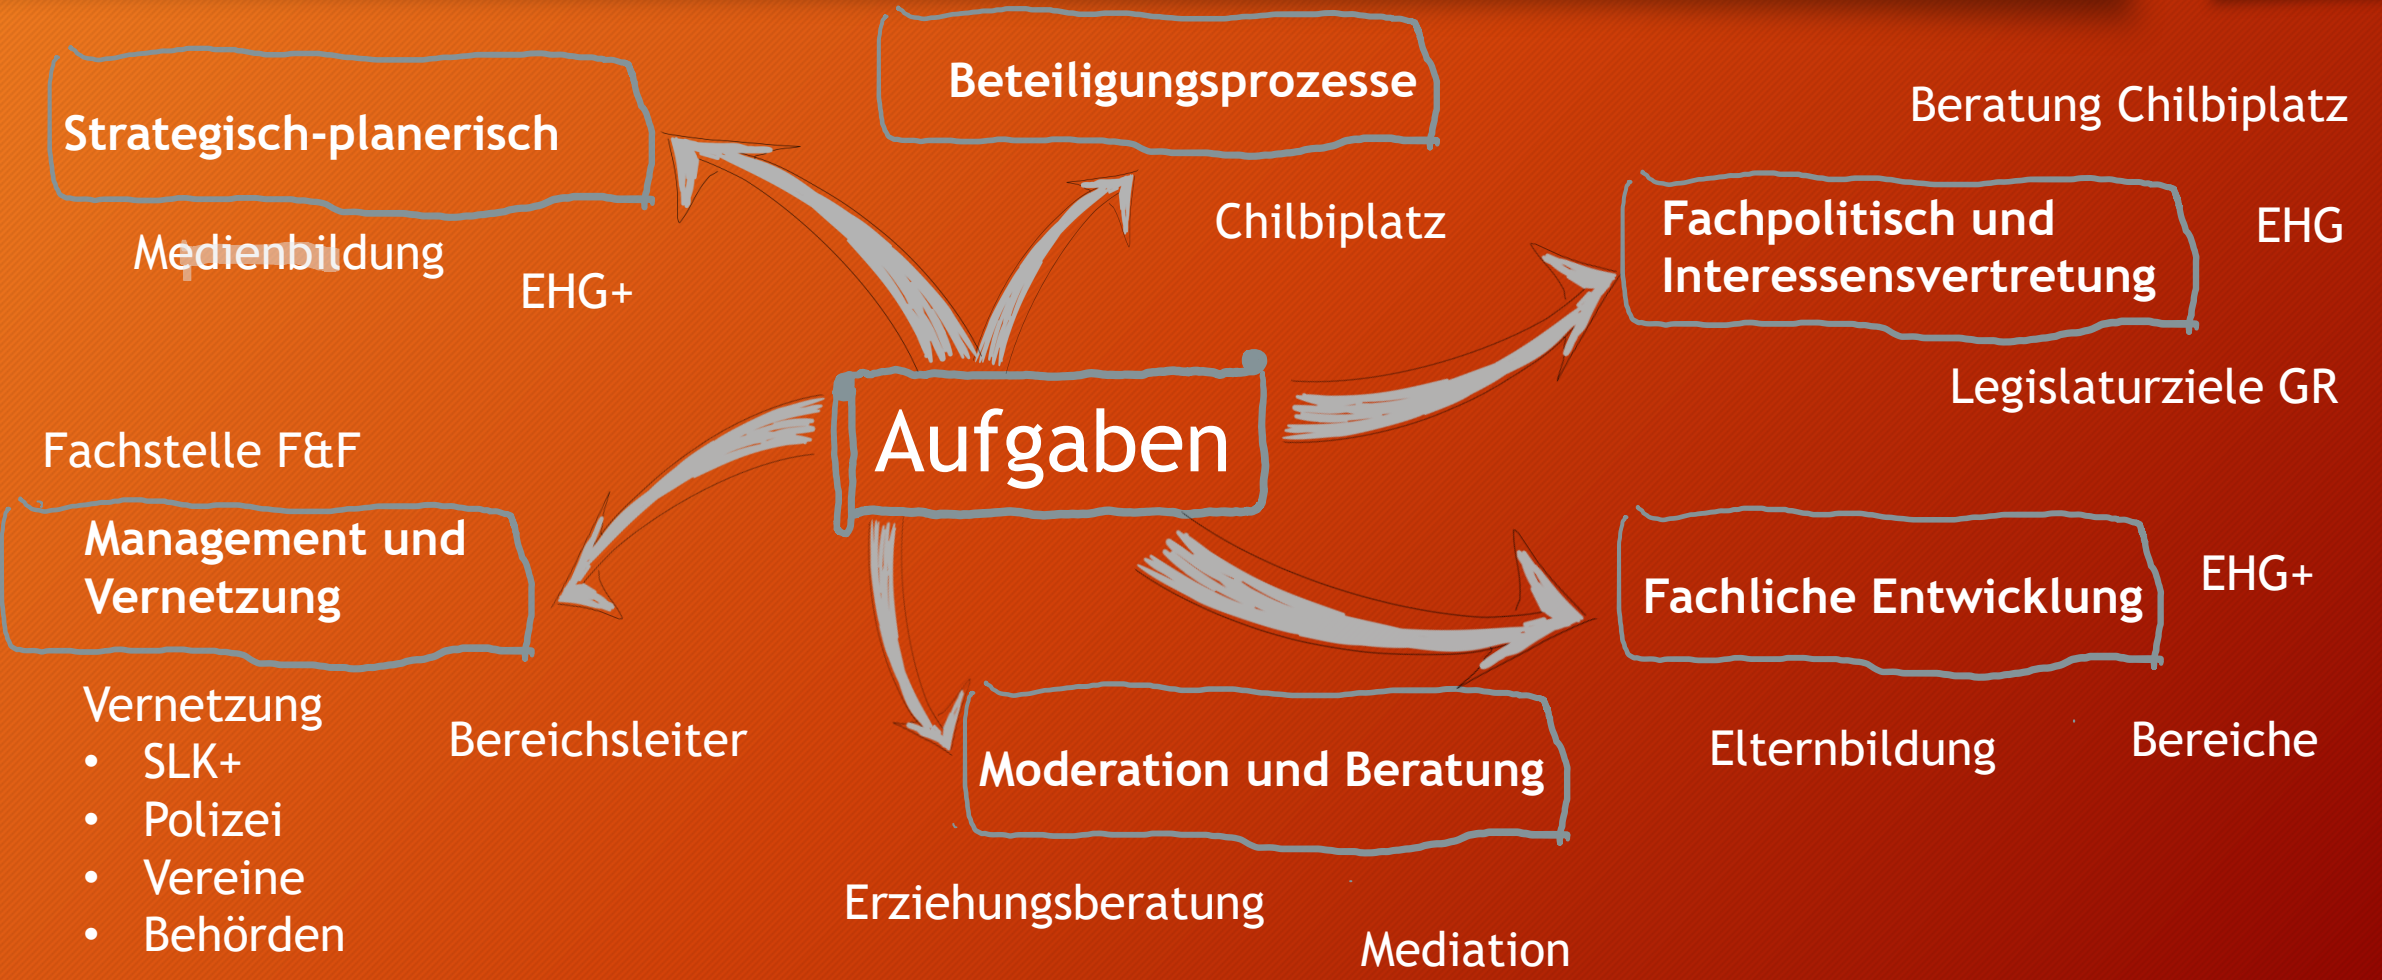 Strategisch-planerisch
Medienbildung
EHG+
Beteiligungsprozesse
Chilbiplatz
Beratung Chilbiplatz
Fachpolitisch und
Interessensvertretung
EHG
Legislaturziele GR
Aufgaben
Fachstelle F&F
Management und
Vernetzung
Vernetzung
• SLK+
• Polizei
• Vereine
• Behörden
Bereichsleiter
Moderation und Beratung
Erziehungsberatung
Mediation
Fachliche Entwicklung
EHG+
Elternbildung
Bereiche